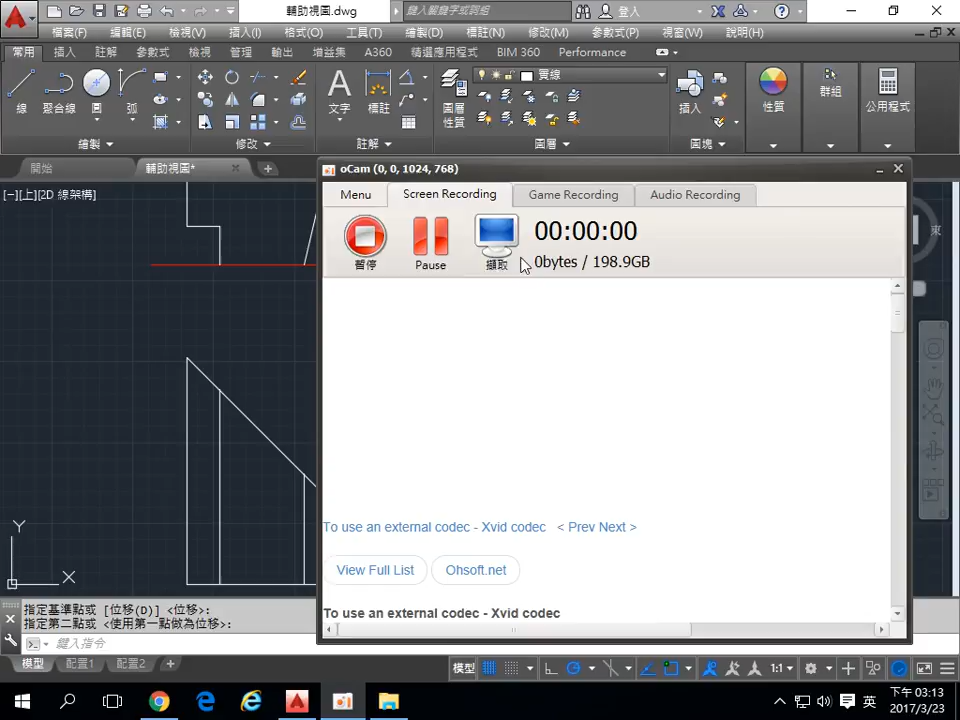 輔助視圖.dwg
鍵入關鍵字或詞組
登入
檔案(F) 編輯(E) 檢視(V) 插入(I) 格式(O) 工具(T) 繪製(D) 標註(N) 修改(M) 參數式(P) 視窗(W) 說明(H)
常用 插入 註解 參數式 檢視 管理 輸出 增益集 A360 精選應用程式 BIM 360 Performance
線 聚合線 圓 弧
文字 標註
圖層
性質
實線
插入
性質
群組
公用程式
繪製 修改 註解 圖層 圖塊
開始 輔助視圖*
[−][上][2D 線架構]
東
oCam (0, 0, 1024, 768)
Menu Screen Recording Game Recording Audio Recording
暫停 Pause 擷取
00:00:00
0bytes / 198.9GB
To use an external codec - Xvid codec < Prev Next >
View Full List Ohsoft.net
To use an external codec - Xvid codec
Y
X
指定基準點或 [位移(D)] <位移>:
指定第二點或 <使用第一點做為位移>:
鍵入指令
模型 配置1 配置2 +
模型 1:1
英
下午 03:13
2017/3/23